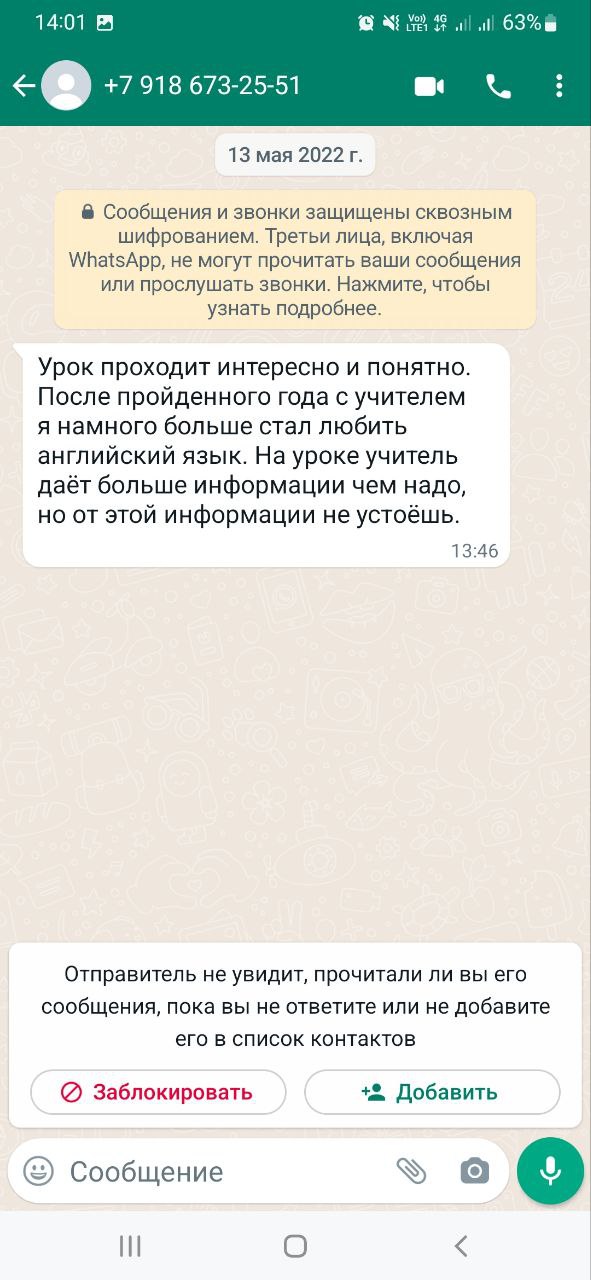 14:01 Vo)) 4G 63%
LTE1
+7 918 673-25-51
13 мая 2022 г.
Сообщения и звонки защищены сквозным
шифрованием. Третьи лица, включая
WhatsApp, не могут прочитать ваши сообщения
или прослушать звонки. Нажмите, чтобы
узнать подробнее.
Урок проходит интересно и понятно.
После пройденного года с учителем
я намного больше стал любить
английский язык. На уроке учитель
даёт больше информации чем надо,
но от этой информации не устоёшь.
13:46
Отправитель не увидит, прочитали ли вы его
сообщения, пока вы не ответите или не добавите
его в список контактов
Заблокировать
Добавить
Сообщение